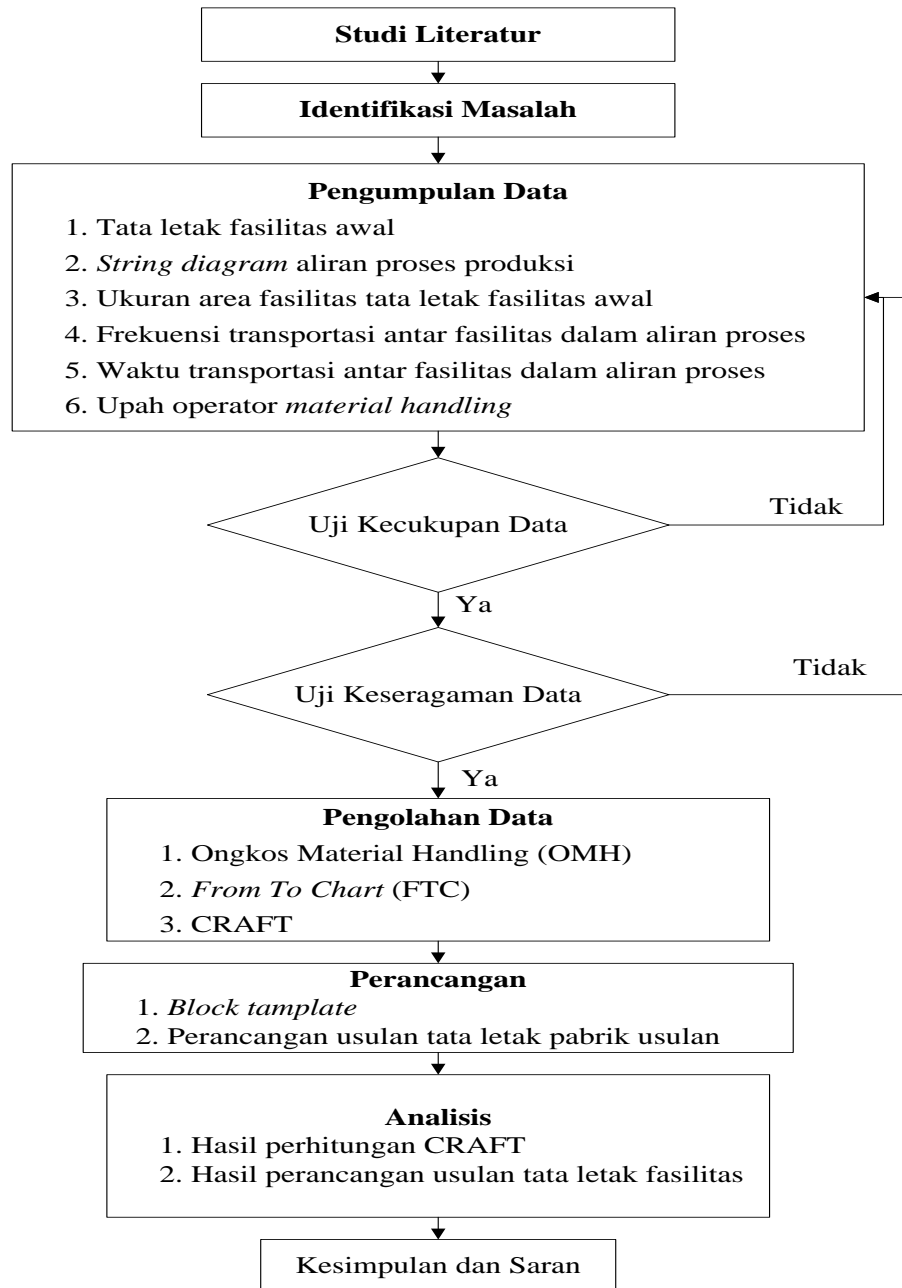 Studi Literatur
Identifikasi Masalah
Pengumpulan Data
1. Tata letak fasilitas awal
2. String diagram aliran proses produksi
3. Ukuran area fasilitas tata letak fasilitas awal
4. Frekuensi transportasi antar fasilitas dalam aliran proses
5. Waktu transportasi antar fasilitas dalam aliran proses
6. Upah operator material handling
Uji Kecukupan Data
Tidak
Ya
Uji Keseragaman Data
Tidak
Ya
Pengolahan Data
1. Ongkos Material Handling (OMH)
2. From To Chart (FTC)
3. CRAFT
Perancangan
1. Block tamplate
2. Perancangan usulan tata letak pabrik usulan
Analisis
1. Hasil perhitungan CRAFT
2. Hasil perancangan usulan tata letak fasilitas
Kesimpulan dan Saran